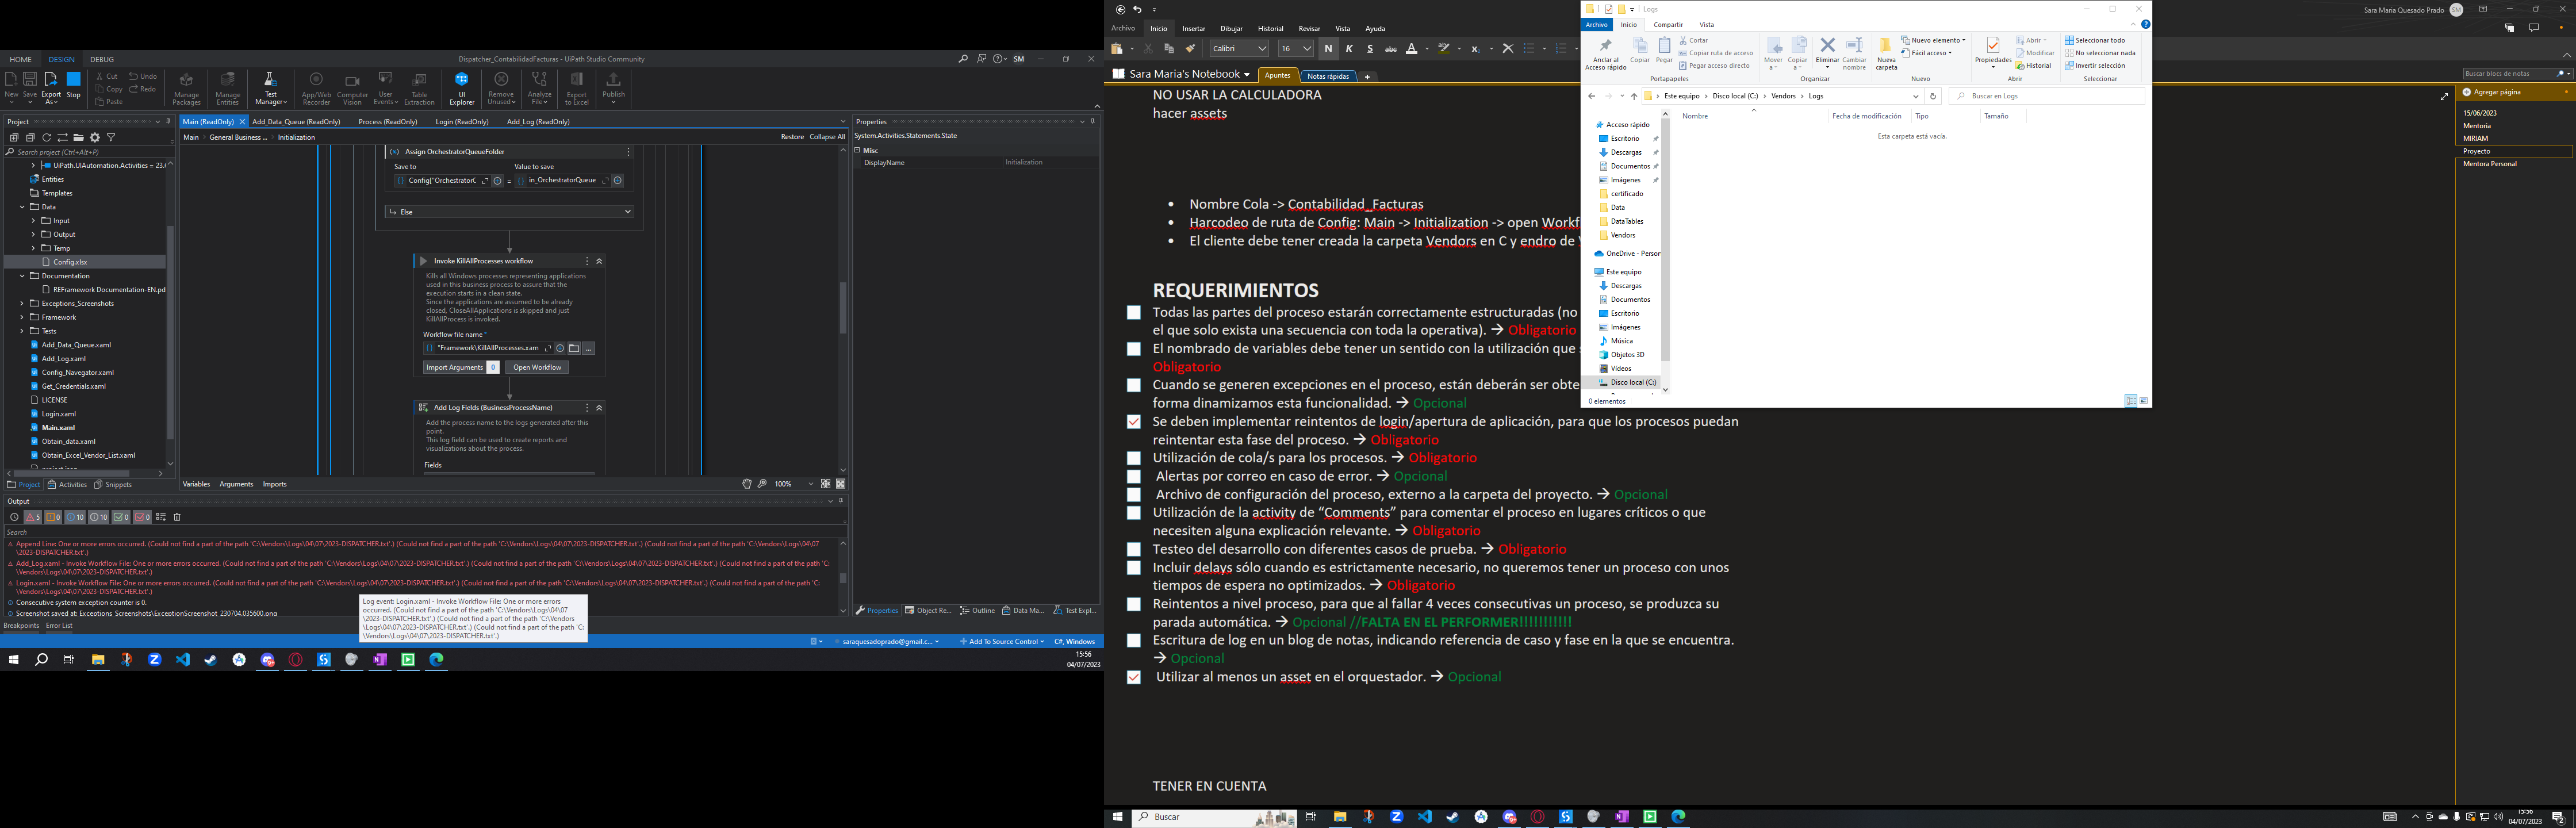 HOME
DESIGN
DEBUG
Dispatcher_ContabilidadFacturas - UiPath Studio Community
SM
New
Save
Export As
Stop
Cut
Copy
Paste
Undo
Redo
Manage Packages
Manage Entities
Test Manager
App/Web Recorder
Computer Vision
User Events
Table Extraction
UI Explorer
Remove Unused
Analyze File
Export to Excel
Publish
Project
Search project (Ctrl+Alt+P)
UiPath.UIAutomation.Activities = 23.
Entities
Templates
Data
Input
Output
Temp
Config.xlsx
Documentation
REFramework Documentation-EN.pd
Exceptions_Screenshots
Framework
Tests
Add_Data_Queue.xaml
Add_Log.xaml
Config_Navegator.xaml
Get_Credentials.xaml
LICENSE
Login.xaml
Main.xaml
Obtain_data.xaml
Obtain_Excel_Vendor_List.xaml
Project
Activities
Snippets
Main (ReadOnly)
Add_Data_Queue (ReadOnly)
Process (ReadOnly)
Login (ReadOnly)
Add_Log (ReadOnly)
Main
General Business ...
Initialization
Restore
Collapse All
Assign OrchestratorQueueFolder
Save to
Value to save
Config["OrchestratorC
=
in_OrchestratorQueue
Else
Invoke KillAllProcesses workflow
Kills all Windows processes representing applications
used in this business process to assure that the
execution starts in a clean state.
Since the applications are assumed to be already
closed, CloseAllApplications is skipped and just
KillAllProcess is invoked.
Workflow file name *
"Framework\KillAllProcesses.xam
...
Import Arguments 0
Open Workflow
Add Log Fields (BusinessProcessName)
Add the process name to the logs generated after this
point.
This log field can be used to create reports and
visualizations about the process.
Fields
Variables
Arguments
Imports
100%
Properties
System.Activities.Statements.State
Misc
DisplayName
Initialization
Properties
Object Re...
Outline
Data Ma...
Test Expl...
Output
5
0
10
10
0
0
Search
Append Line: One or more errors occurred. (Could not find a part of the path 'C:\Vendors\Logs\04\07\2023-DISPATCHER.txt'.) (Could not find a part of the path 'C:\Vendors\Logs\04\07\2023-DISPATCHER.txt'.) (Could not find a part of the path 'C:\Vendors\Logs\04\07
\2023-DISPATCHER.txt'.)
Add_Log.xaml - Invoke Workflow File: One or more errors occurred. (Could not find a part of the path 'C:\Vendors\Logs\04\07\2023-DISPATCHER.txt'.) (Could not find a part of the path 'C:\Vendors\Logs\04\07\2023-DISPATCHER.txt'.) (Could not find a part of the path 'C:
\Vendors\Logs\04\07\2023-DISPATCHER.txt'.)
Login.xaml - Invoke Workflow File: One or more errors occurred. (Could not find a part of the path 'C:\Vendors\Logs\04\07\2023-DISPATCHER.txt'.) (Could not find a part of the path 'C:\Vendors\Logs\04\07\2023-DISPATCHER.txt'.) (Could not find a part of the path 'C:
\Vendors\Logs\04\07\2023-DISPATCHER.txt'.)
Consecutive system exception counter is 0.
Screenshot saved at: Exceptions_Screenshots\ExceptionScreenshot_230704.035600.png
Log event: Login.xaml - Invoke Workflow File: One or more errors
occurred. (Could not find a part of the path 'C:\Vendors\Logs\04\07
\2023-DISPATCHER.txt'.) (Could not find a part of the path 'C:\Vendors
\Logs\04\07\2023-DISPATCHER.txt'.) (Could not find a part of the path 'C:
\Vendors\Logs\04\07\2023-DISPATCHER.txt'.)
Breakpoints
Error List
saraquesadoprado@gmail.c...
Add To Source Control
C#, Windows
15:56
04/07/2023
Sara Maria Quesado Prado
SM
Archivo
Inicio
Insertar
Dibujar
Historial
Revisar
Vista
Ayuda
Calibri
16
N
K
S
abc
A
Sara Maria's Notebook
Apuntes
Notas rápidas
+
Buscar blocs de notas
Agregar página
15/06/2023
Mentoria
MIRIAM
Proyecto
Mentora Personal
NO USAR LA CALCULADORA
hacer assets
• Nombre Cola -> Contabilidad_Facturas
• Harcodeo de ruta de Config: Main -> Initialization -> open Workf
• El cliente debe tener creada la carpeta Vendors en C y endro de
REQUERIMIENTOS
Todas las partes del proceso estarán correctamente estructuradas (no
el que solo exista una secuencia con toda la operativa). → Obligatorio
El nombrado de variables debe tener un sentido con la utilización que
Obligatorio
Cuando se generen excepciones en el proceso, están deberán ser obte
forma dinamizamos esta funcionalidad. → Opcional
Se deben implementar reintentos de login/apertura de aplicación, para que los procesos puedan
reintentar esta fase del proceso. → Obligatorio
Utilización de cola/s para los procesos. → Obligatorio
Alertas por correo en caso de error. → Opcional
Archivo de configuración del proceso, externo a la carpeta del proyecto. → Opcional
Utilización de la activity de “Comments” para comentar el proceso en lugares críticos o que
necesiten alguna explicación relevante. → Obligatorio
Testeo del desarrollo con diferentes casos de prueba. → Obligatorio
Incluir delays sólo cuando es estrictamente necesario, no queremos tener un proceso con unos
tiempos de espera no optimizados. → Obligatorio
Reintentos a nivel proceso, para que al fallar 4 veces consecutivas un proceso, se produzca su
parada automática. → Opcional //FALTA EN EL PERFORMER!!!!!!!!!!!
Escritura de log en un blog de notas, indicando referencia de caso y fase en la que se encuentra.
→ Opcional
Utilizar al menos un asset en el orquestador. → Opcional
TENER EN CUENTA
Logs
Archivo
Inicio
Compartir
Vista
Anclar al Acceso rápido
Copiar
Pegar
Cortar
Copiar ruta de acceso
Pegar acceso directo
Portapapeles
Mover a
Copiar a
Eliminar
Cambiar nombre
Organizar
Nueva carpeta
Nuevo elemento
Fácil acceso
Nuevo
Propiedades
Abrir
Modificar
Historial
Abrir
Seleccionar todo
No seleccionar nada
Invertir selección
Seleccionar
Este equipo > Disco local (C:) > Vendors > Logs
Buscar en Logs
Nombre
Fecha de modificación
Tipo
Tamaño
Esta carpeta está vacía.
Acceso rápido
Escritorio
Descargas
Documentos
Imágenes
certificado
Data
DataTables
Vendors
OneDrive - Person
Este equipo
Descargas
Documentos
Escritorio
Imágenes
Música
Objetos 3D
Vídeos
Disco local (C:)
0 elementos
Buscar
15:56
04/07/2023
2